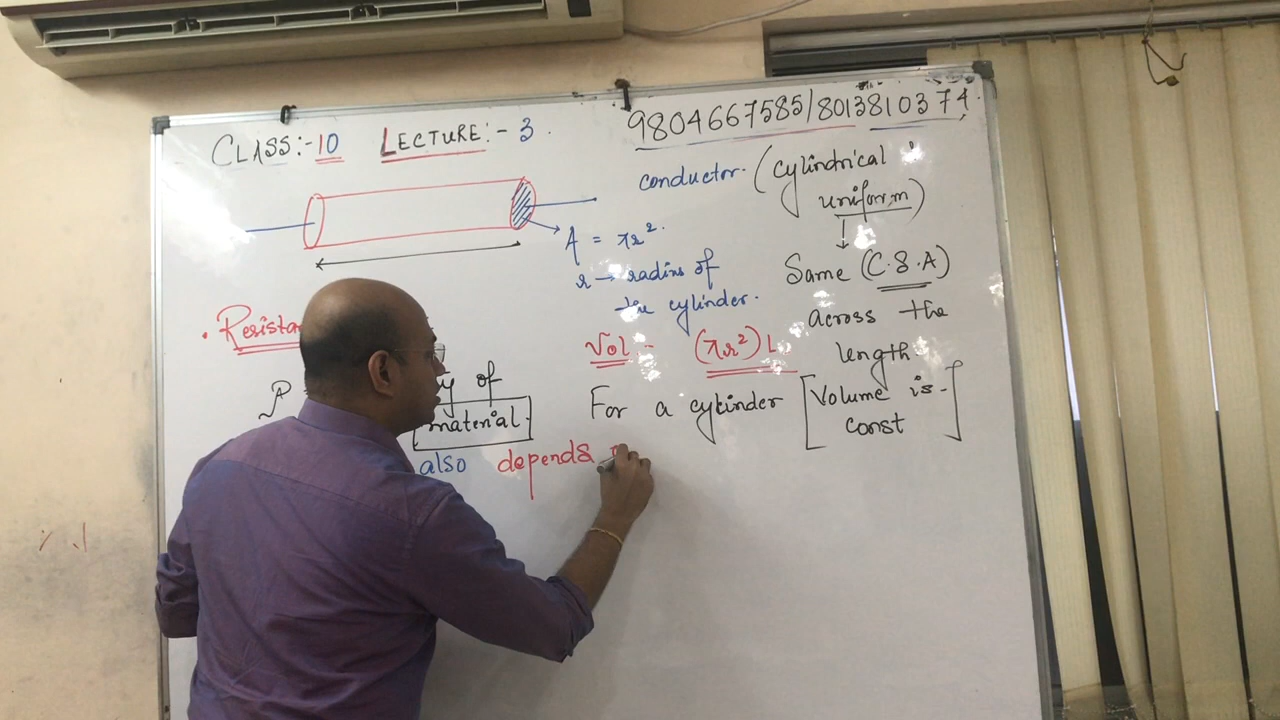 CLASS:- 10 LECTURE:- 3.
9804667585/8013810374.
conductor. (cylindrical
uniform)
↓
Same (C.S.A)
across the
length.
A = πr².
r → radius of
the cylinder.
Vol :- (πr²)L
For a cylinder [Volume is
const]
. Resista
y of
material.
also depends